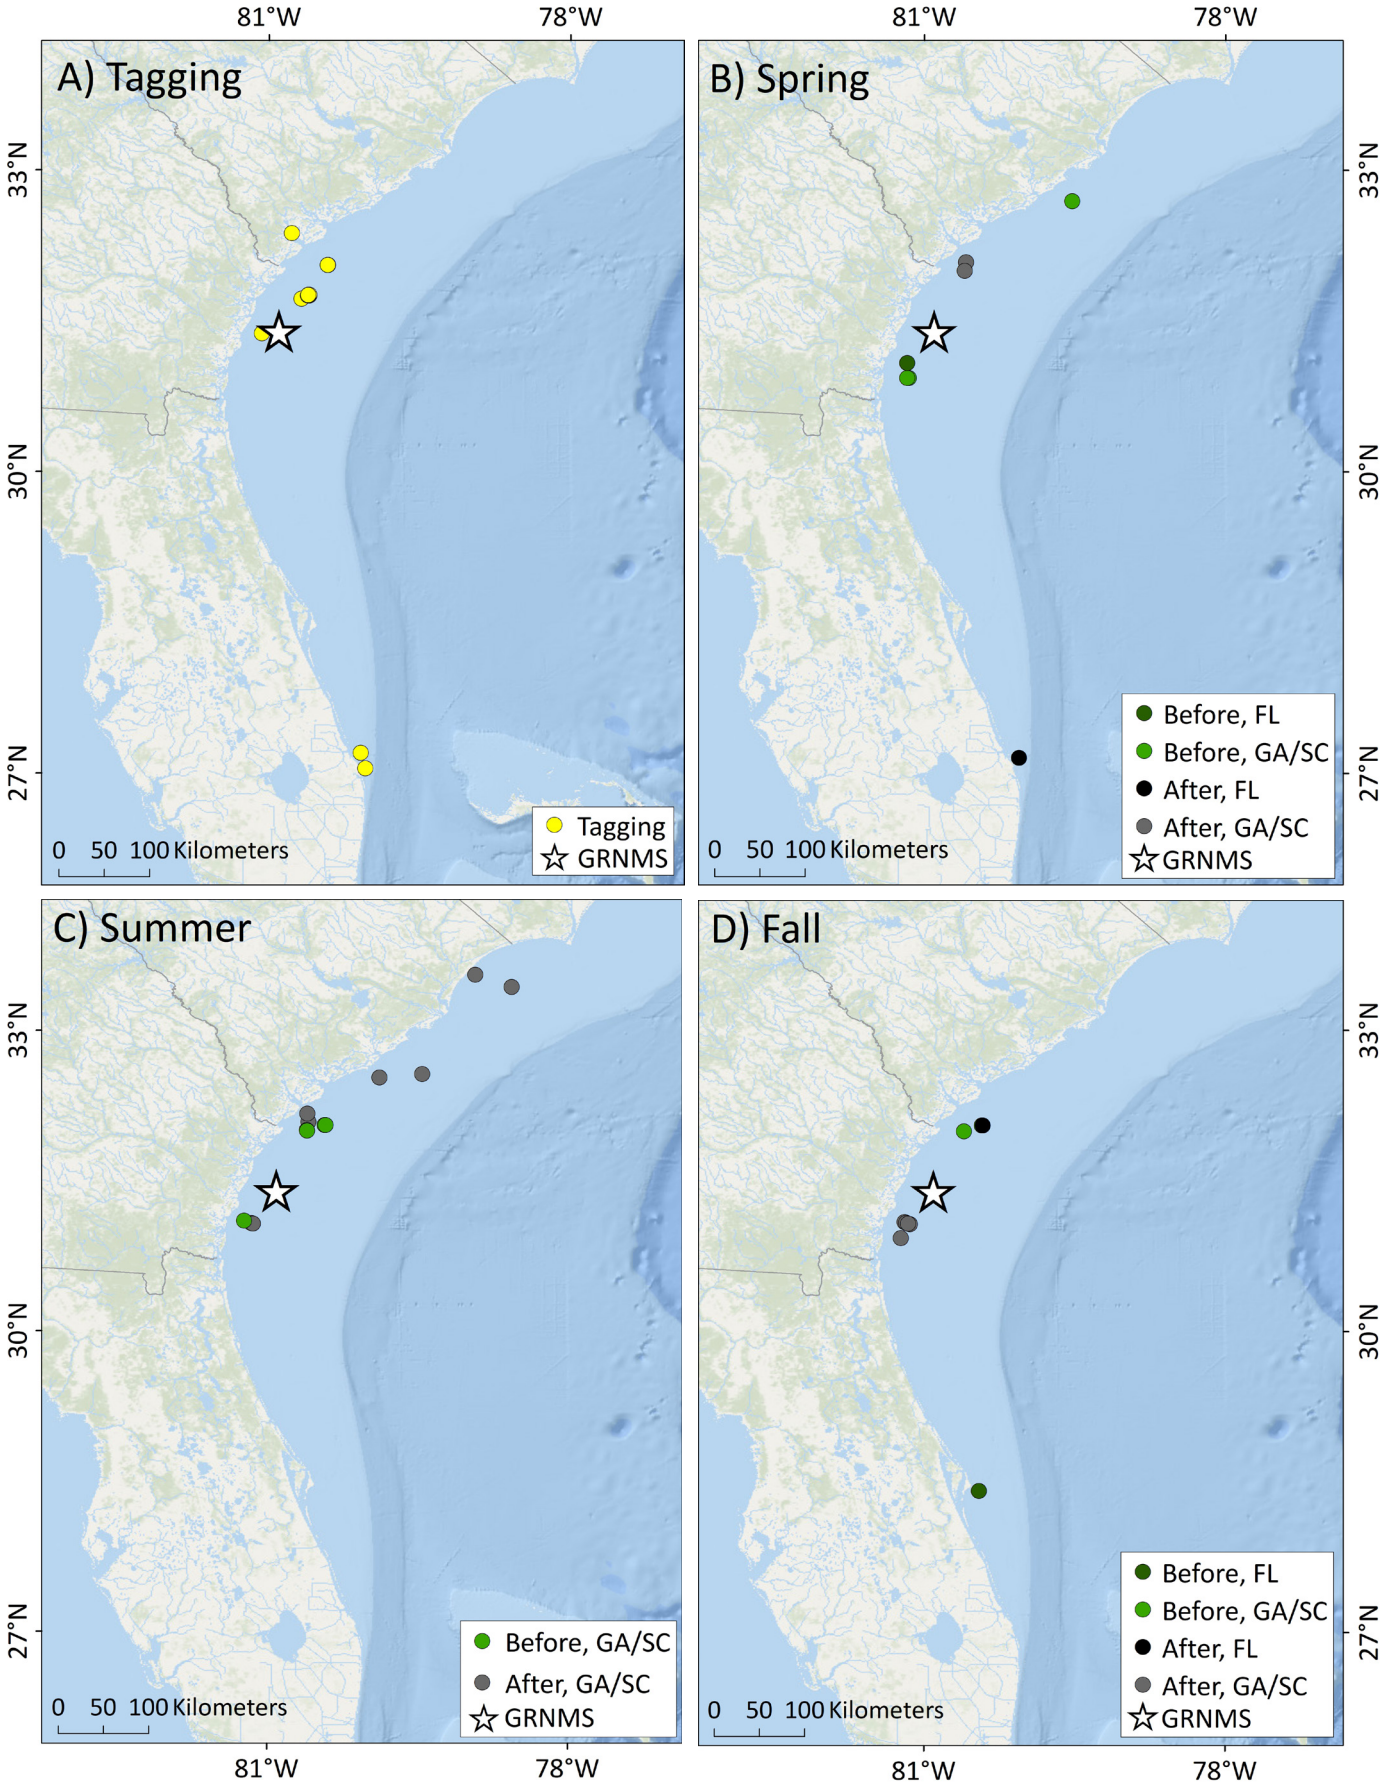 81°W 78°W 81°W 78°W
A) Tagging
B) Spring
33°N
33°N
30°N
30°N
27°N
27°N
Tagging
GRNMS
0 50 100 Kilometers
Before, FL
Before, GA/SC
After, FL
After, GA/SC
GRNMS
0 50 100 Kilometers
C) Summer
D) Fall
33°N
33°N
30°N
30°N
27°N
27°N
Before, GA/SC
After, GA/SC
GRNMS
0 50 100 Kilometers
Before, FL
Before, GA/SC
After, FL
After, GA/SC
GRNMS
0 50 100 Kilometers
81°W 78°W 81°W 78°W